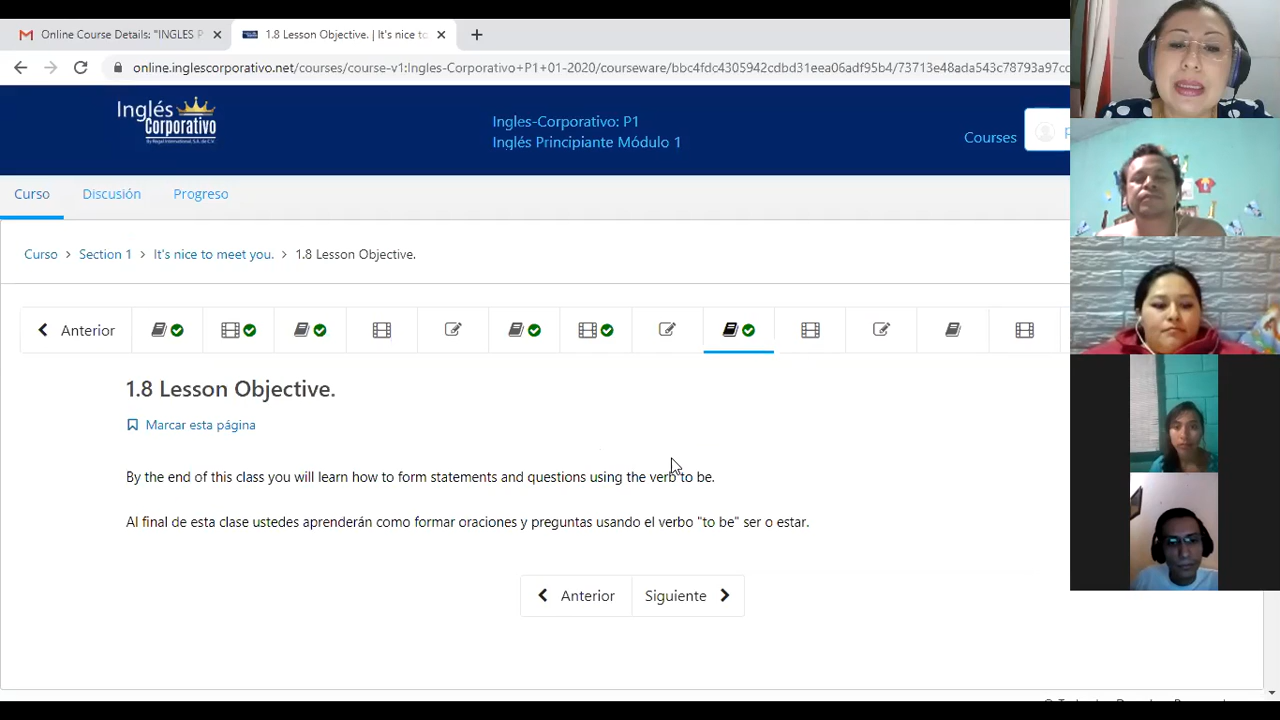 Online Course Details: "INGLES P
1.8 Lesson Objective. | It's nice to
online.inglescorporativo.net/courses/course-v1:Ingles-Corporativo+P1+01-2020/courseware/bbc4fdc4305942cdbd31eea06adf95b4/73713e48ada543c78793a97cc
Inglés
Corporativo
By Regal International, S.A. de C.V.
Ingles-Corporativo: P1
Inglés Principiante Módulo 1
Courses
Curso
Discusión
Progreso
Curso > Section 1 > It's nice to meet you. > 1.8 Lesson Objective.
Anterior
1.8 Lesson Objective.
Marcar esta página
By the end of this class you will learn how to form statements and questions using the verb to be.
Al final de esta clase ustedes aprenderán como formar oraciones y preguntas usando el verbo "to be" ser o estar.
Anterior
Siguiente